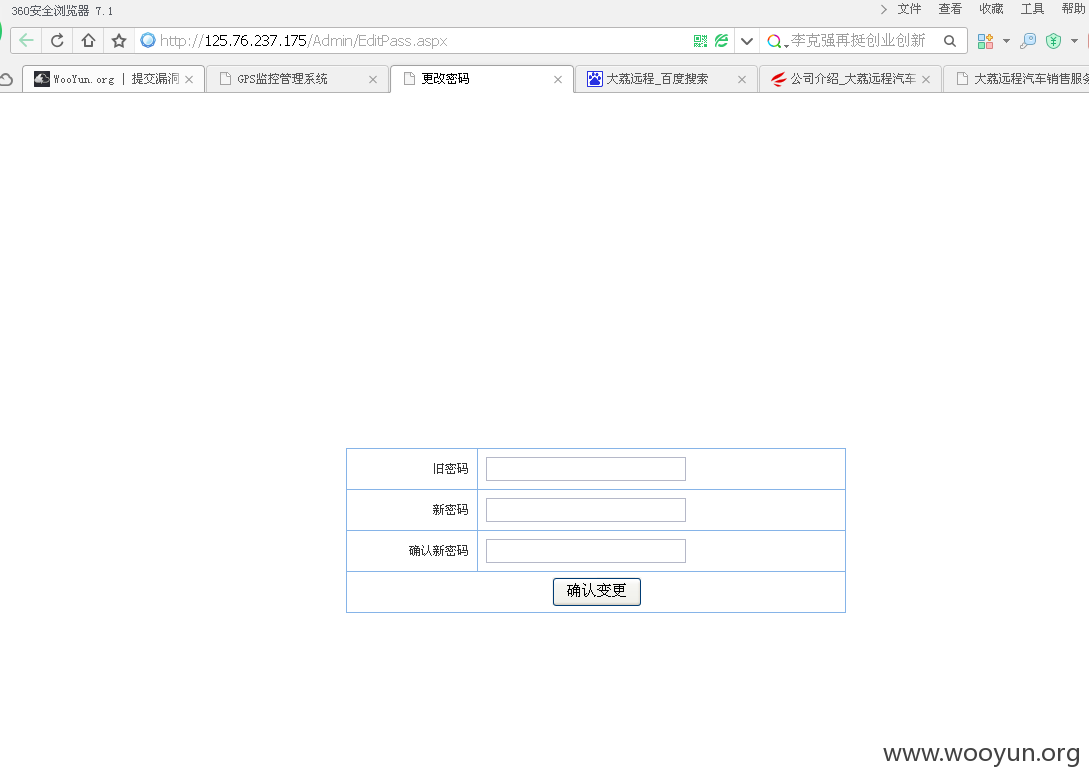 360安全浏览器 7.1
文件 查看 收藏 工具 帮助
http://125.76.237.175/Admin/EditPass.aspx
李克强再挺创业创新
WooYun.org | 提交漏洞
GPS监控管理系统
更改密码
大荔远程_百度搜索
公司介绍_大荔远程汽车
大荔远程汽车销售服务
旧密码
新密码
确认新密码
确认变更
www.wooyun.org